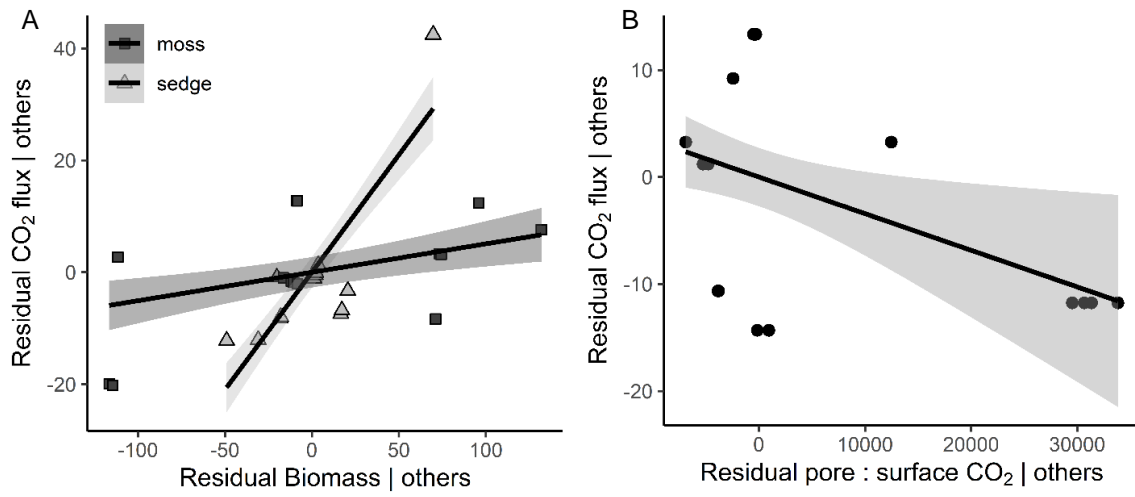 A
moss
sedge
40
20
0
-20
Residual CO₂ flux | others
-100
-50
0
50
100
Residual Biomass | others
B
10
0
-10
-20
Residual CO₂ flux | others
0
10000
20000
30000
Residual pore : surface CO₂ | others